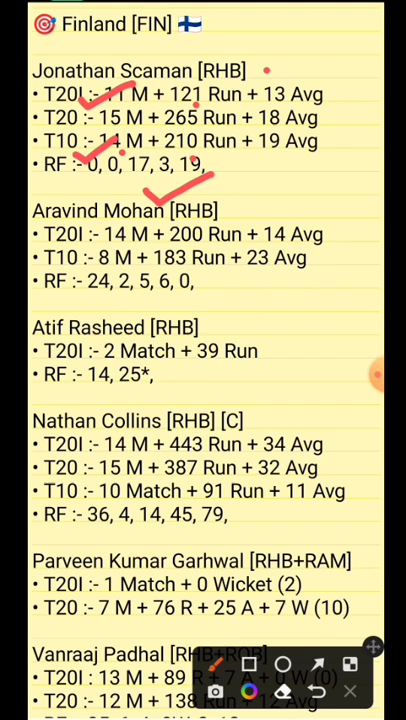 🎯 Finland [FIN] 🇫🇮
Jonathan Scaman [RHB]
• T20I :- 11 M + 121 Run + 13 Avg
• T20 :- 15 M + 265 Run + 18 Avg
• T10 :- 14 M + 210 Run + 19 Avg
• RF :- 0, 0, 17, 3, 19,
Aravind Mohan [RHB]
• T20I :- 14 M + 200 Run + 14 Avg
• T10 :- 8 M + 183 Run + 23 Avg
• RF :- 24, 2, 5, 6, 0,
Atif Rasheed [RHB]
• T20I :- 2 Match + 39 Run
• RF :- 14, 25*,
Nathan Collins [RHB] [C]
• T20I :- 14 M + 443 Run + 34 Avg
• T20 :- 15 M + 387 Run + 32 Avg
• T10 :- 10 Match + 91 Run + 11 Avg
• RF :- 36, 4, 14, 45, 79,
Parveen Kumar Garhwal [RHB+RAM]
• T20I :- 1 Match + 0 Wicket (2)
• T20 :- 7 M + 76 R + 25 A + 7 W (10)
Vanraaj Padhal [RHB+ROB]
• T20I : 13 M + 89 R + 7 A + 0 W (0)
• T20 :- 12 M + 138 R + 12 A